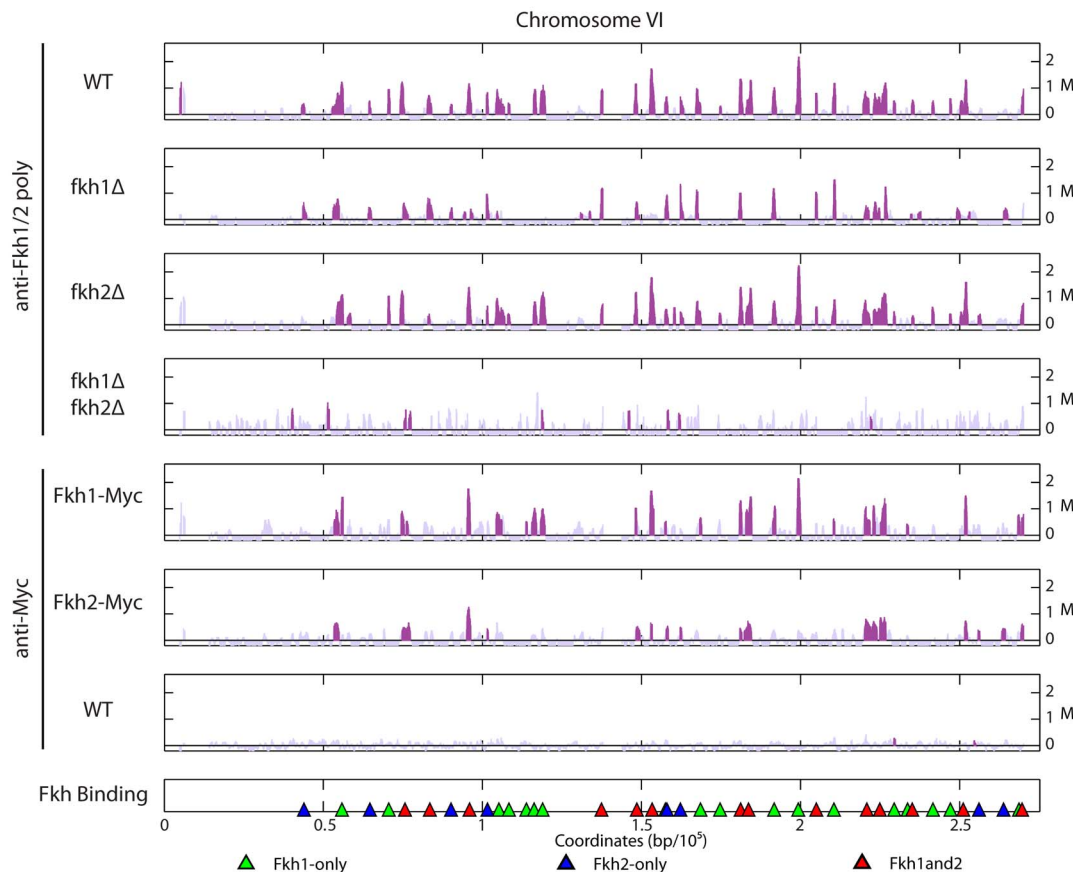 Chromosome VI
anti-Fkh1/2 poly
WT
2
1 M
0
fkh1Δ
2
1 M
0
fkh2Δ
2
1 M
0
fkh1Δ
fkh2Δ
2
1 M
0
anti-Myc
Fkh1-Myc
2
1 M
0
Fkh2-Myc
2
1 M
0
WT
2
1 M
0
Fkh Binding
0 0.5 1 1.5 2 2.5
Coordinates (bp/10⁵)
Fkh1-only Fkh2-only Fkh1and2